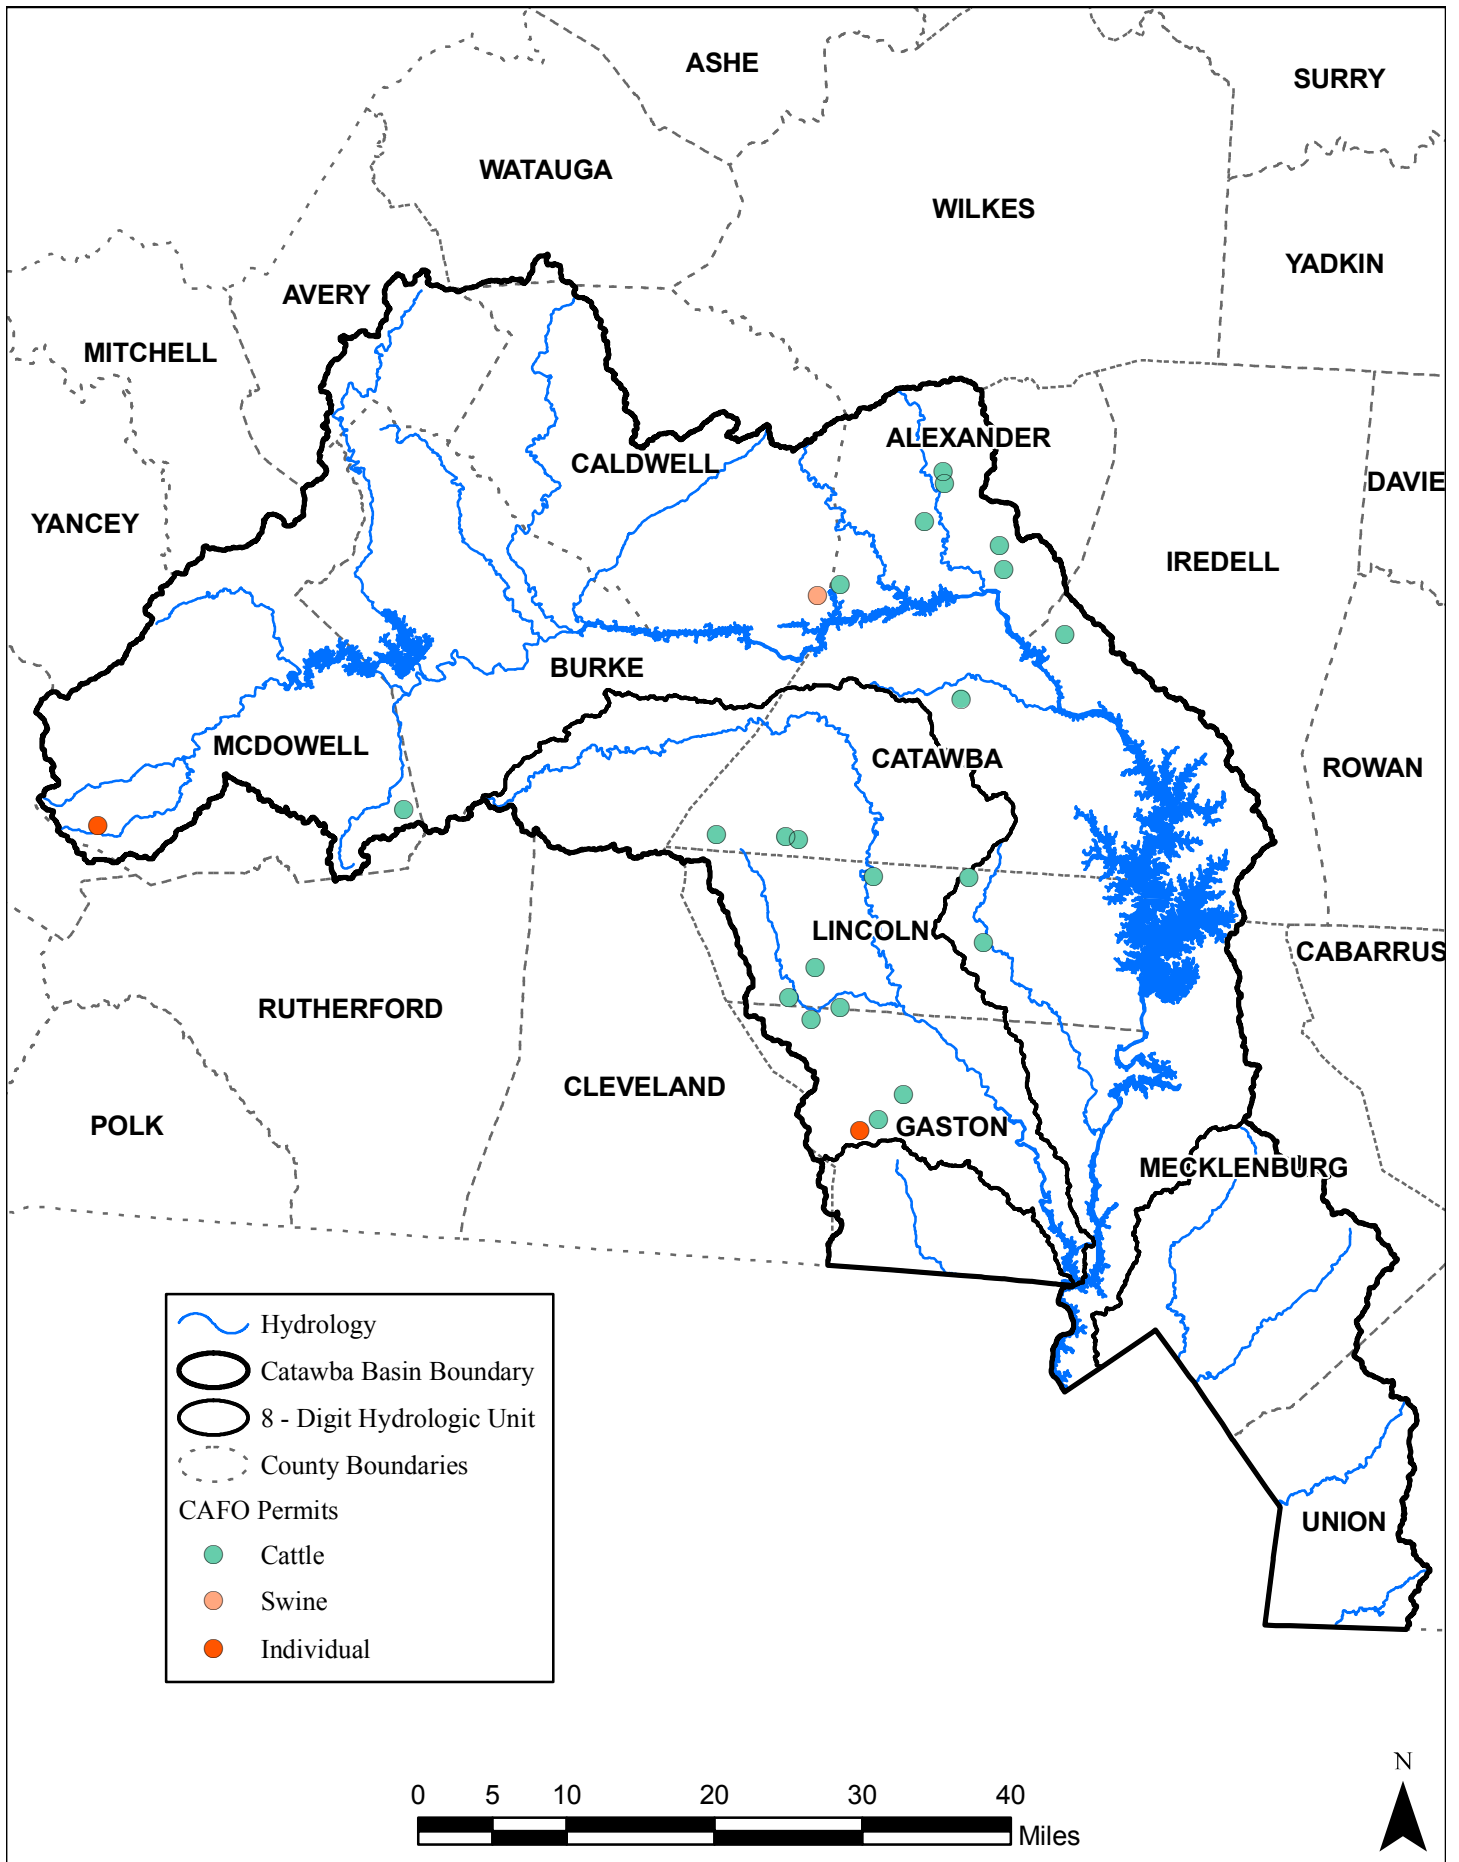 ASHE
SURRY
WATAUGA
WILKES
YADKIN
AVERY
MITCHELL
ALEXANDER
CALDWELL
DAVIE
YANCEY
IREDELL
BURKE
MCDOWELL
CATAWBA
ROWAN
LINCOLN
CABARRUS
RUTHERFORD
CLEVELAND
POLK
GASTON
MECKLENBURG
Hydrology
Catawba Basin Boundary
8 - Digit Hydrologic Unit
County Boundaries
CAFO Permits
Cattle
Swine
Individual
UNION
N
0 5 10 20 30 40
Miles